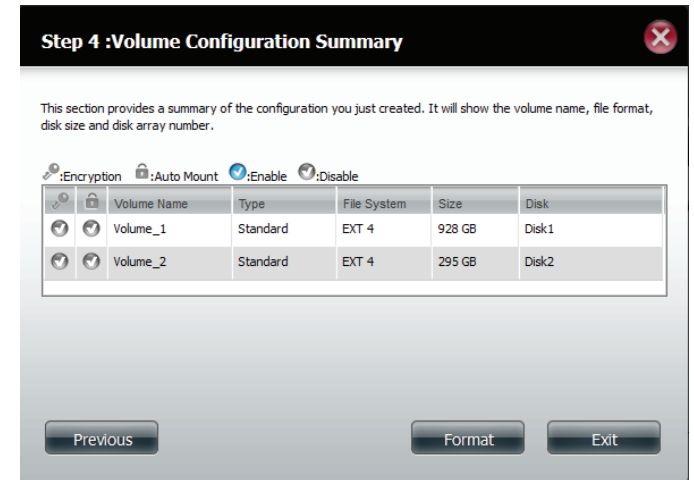 Step 4 :Volume Configuration Summary
This section provides a summary of the configuration you just created. It will show the volume name, file format,
disk size and disk array number.
:Encryption :Auto Mount :Enable :Disable
Volume Name Type File System Size Disk
Volume_1 Standard EXT 4 928 GB Disk1
Volume_2 Standard EXT 4 295 GB Disk2
Previous Format Exit